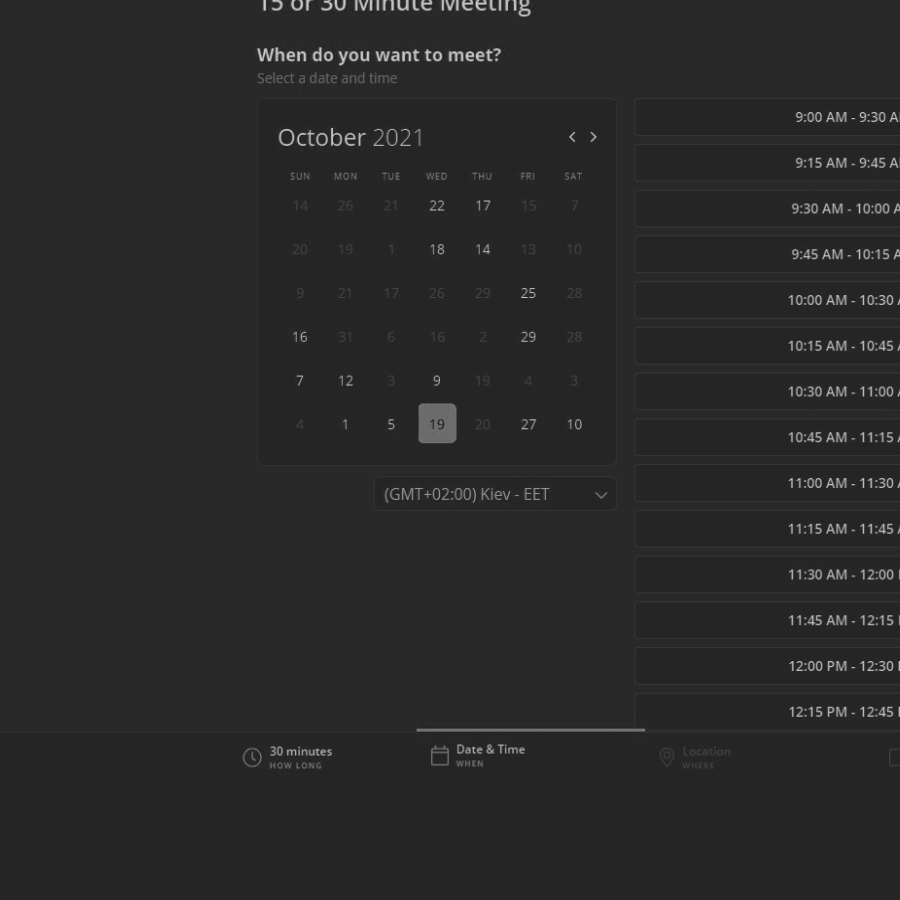 15 or 30 Minute Meeting
When do you want to meet?
Select a date and time
October 2021
SUN MON TUE WED THU FRI SAT
14 26 21 22 17 15 7
20 19 1 18 14 13 10
9 21 17 26 29 25 28
16 31 6 16 2 29 28
7 12 3 9 19 4 3
4 1 5 19 20 27 10
(GMT+02:00) Kiev - EET
9:00 AM - 9:30 A
9:15 AM - 9:45 A
9:30 AM - 10:00 A
9:45 AM - 10:15 A
10:00 AM - 10:30
10:15 AM - 10:45
10:30 AM - 11:00
10:45 AM - 11:15
11:00 AM - 11:30
11:15 AM - 11:45
11:30 AM - 12:00
11:45 AM - 12:15
12:00 PM - 12:30
12:15 PM - 12:45
30 minutes
HOW LONG
Date & Time
WHEN
Location
WHERE